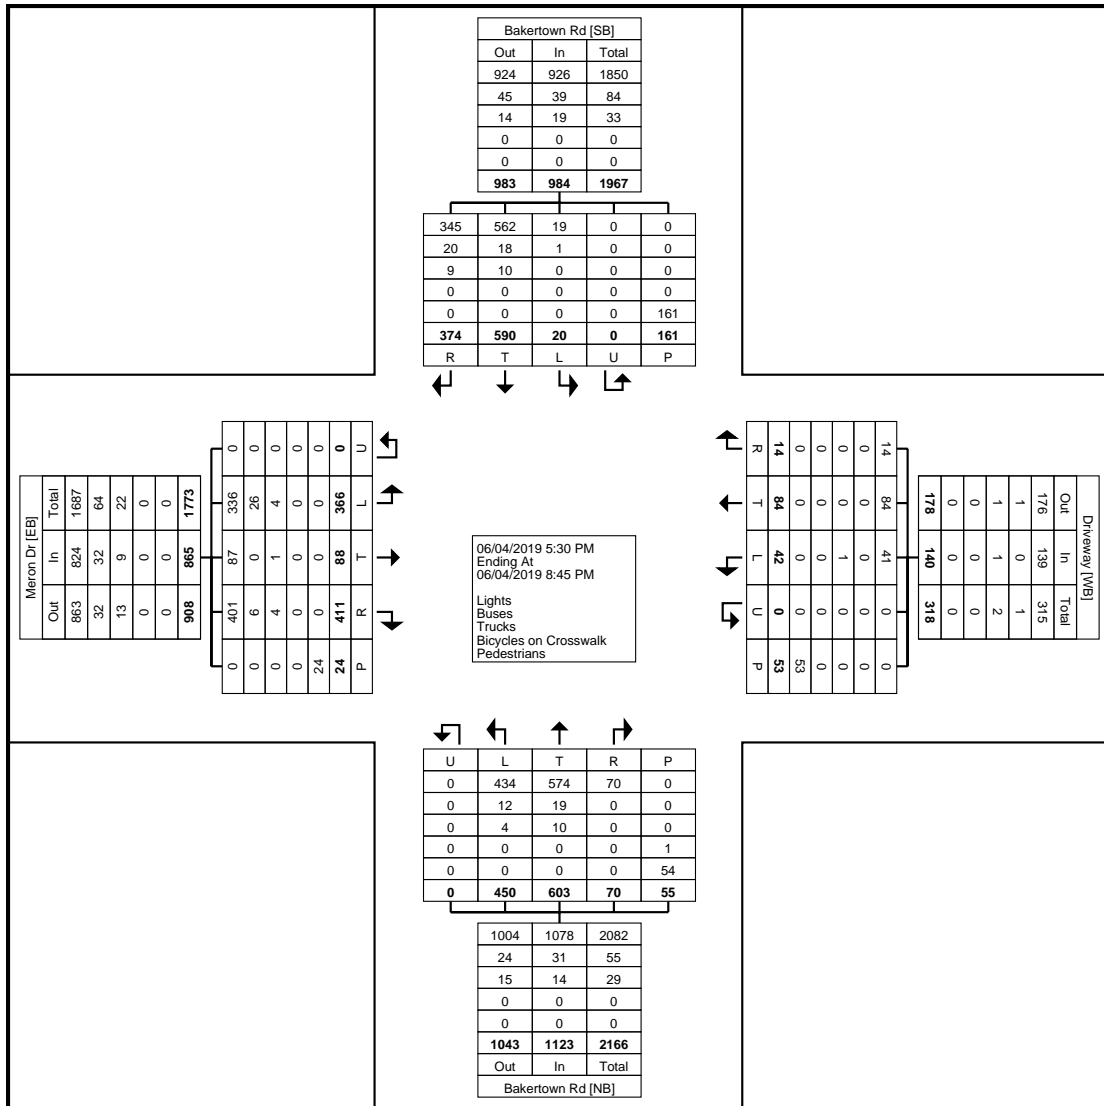 Bakertown Rd [SB]
Out In Total
924 926 1850
45 39 84
14 19 33
0 0 0
0 0 0
983 984 1967
345 562 19 0 0
20 18 1 0 0
9 10 0 0 0
0 0 0 0 0
0 0 0 0 161
374 590 20 0 161
R T L U P
Meron Dr [EB]
Total In Out
1687 824 863
64 32 32
22 9 13
0 0 0
0 0 0
1773 865 908
0 336 87 401 0
0 26 0 6 0
0 4 1 4 0
0 0 0 0 0
0 0 0 0 24
0 366 88 411 24
U L T R P
06/04/2019 5:30 PM
Ending At
06/04/2019 8:45 PM
Lights
Buses
Trucks
Bicycles on Crosswalk
Pedestrians
Driveway [WB]
Out In Total
176 139 315
1 0 1
1 1 2
0 0 0
0 0 0
178 140 318
14 84 41 0 0
0 0 0 0 0
0 0 1 0 0
0 0 0 0 0
0 0 0 0 53
14 84 42 0 53
R T L U P
U L T R P
0 434 574 70 0
0 12 19 0 0
0 4 10 0 0
0 0 0 0 1
0 0 0 0 54
0 450 603 70 55
1004 1078 2082
24 31 55
15 14 29
0 0 0
0 0 0
1043 1123 2166
Out In Total
Bakertown Rd [NB]